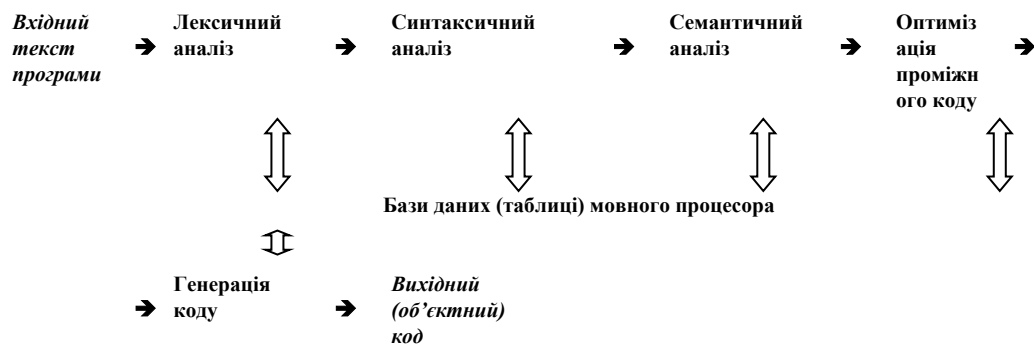 Вхідний
текст
програми
Лексичний
аналіз
Синтаксичний
аналіз
Семантичний
аналіз
Оптиміз
ація
проміжн
ого коду
Бази даних (таблиці) мовного процесора
Генерація
коду
Вихідний
(об’єктний)
код